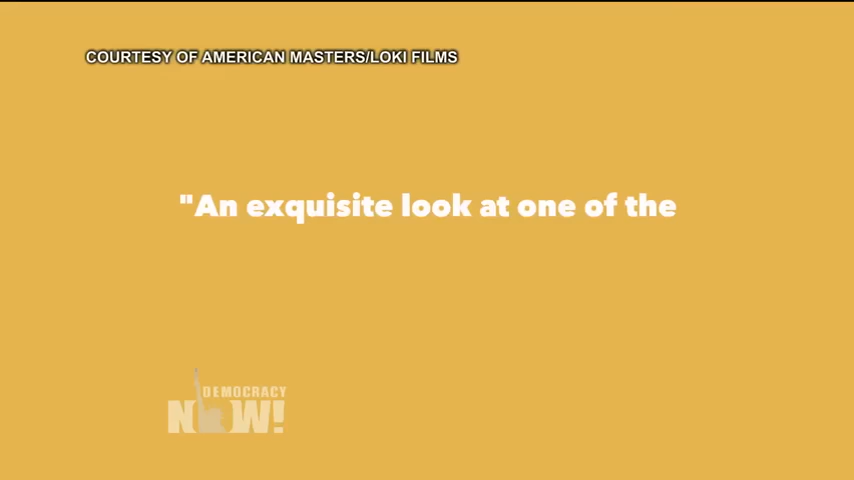 COURTESY OF AMERICAN MASTERS/LOKI FILMS
"An exquisite look at one of the
DEMOCRACY
NOW!